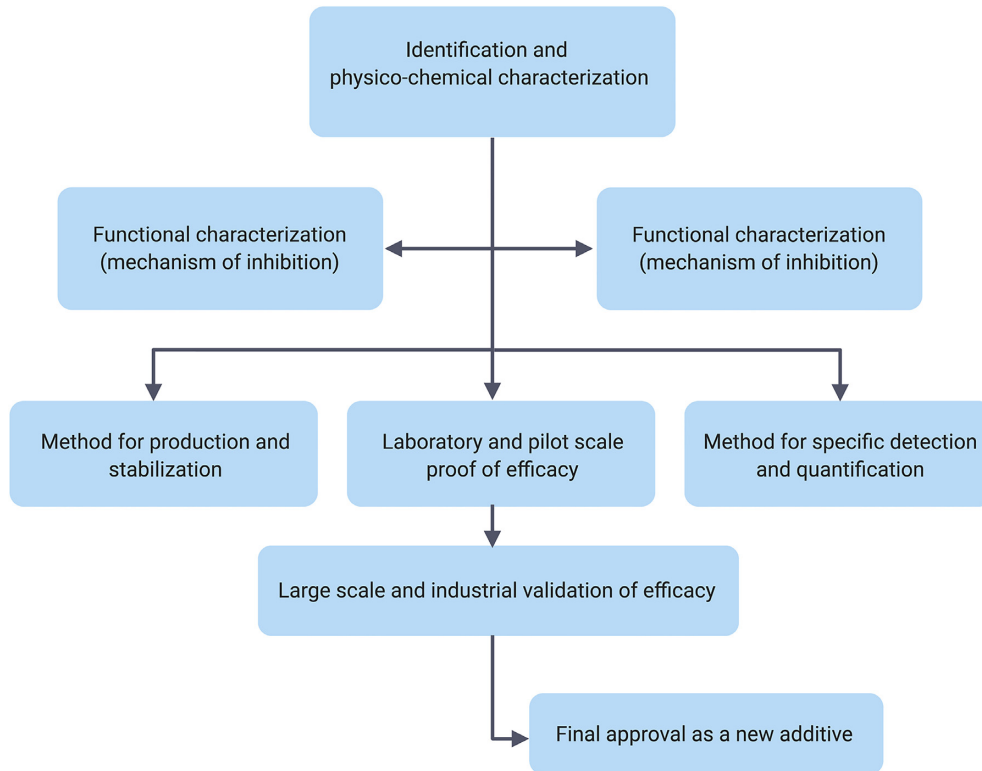 Identification and
physico-chemical characterization
Functional characterization
(mechanism of inhibition)
Functional characterization
(mechanism of inhibition)
Method for production and
stabilization
Laboratory and pilot scale
proof of efficacy
Method for specific detection
and quantification
Large scale and industrial validation of efficacy
Final approval as a new additive